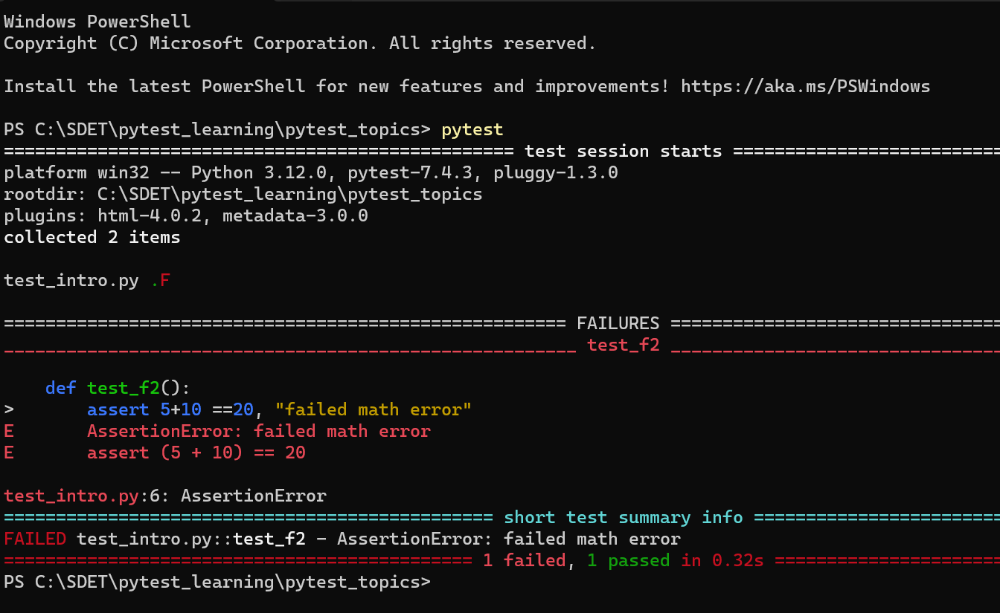 Windows PowerShell
Copyright (C) Microsoft Corporation. All rights reserved.
Install the latest PowerShell for new features and improvements! https://aka.ms/PSWindows
PS C:\SDET\pytest_learning\pytest_topics> pytest
================================================= test session starts ==========================
platform win32 -- Python 3.12.0, pytest-7.4.3, pluggy-1.3.0
rootdir: C:\SDET\pytest_learning\pytest_topics
plugins: html-4.0.2, metadata-3.0.0
collected 2 items
test_intro.py .F
====================================================== FAILURES ================================
_______________________________________________________ test_f2 ________________________________
    def test_f2():
>       assert 5+10 ==20, "failed math error"
E       AssertionError: failed math error
E       assert (5 + 10) == 20
test_intro.py:6: AssertionError
=============================================== short test summary info ========================
FAILED test_intro.py::test_f2 - AssertionError: failed math error
============================================= 1 failed, 1 passed in 0.32s ======================
PS C:\SDET\pytest_learning\pytest_topics>